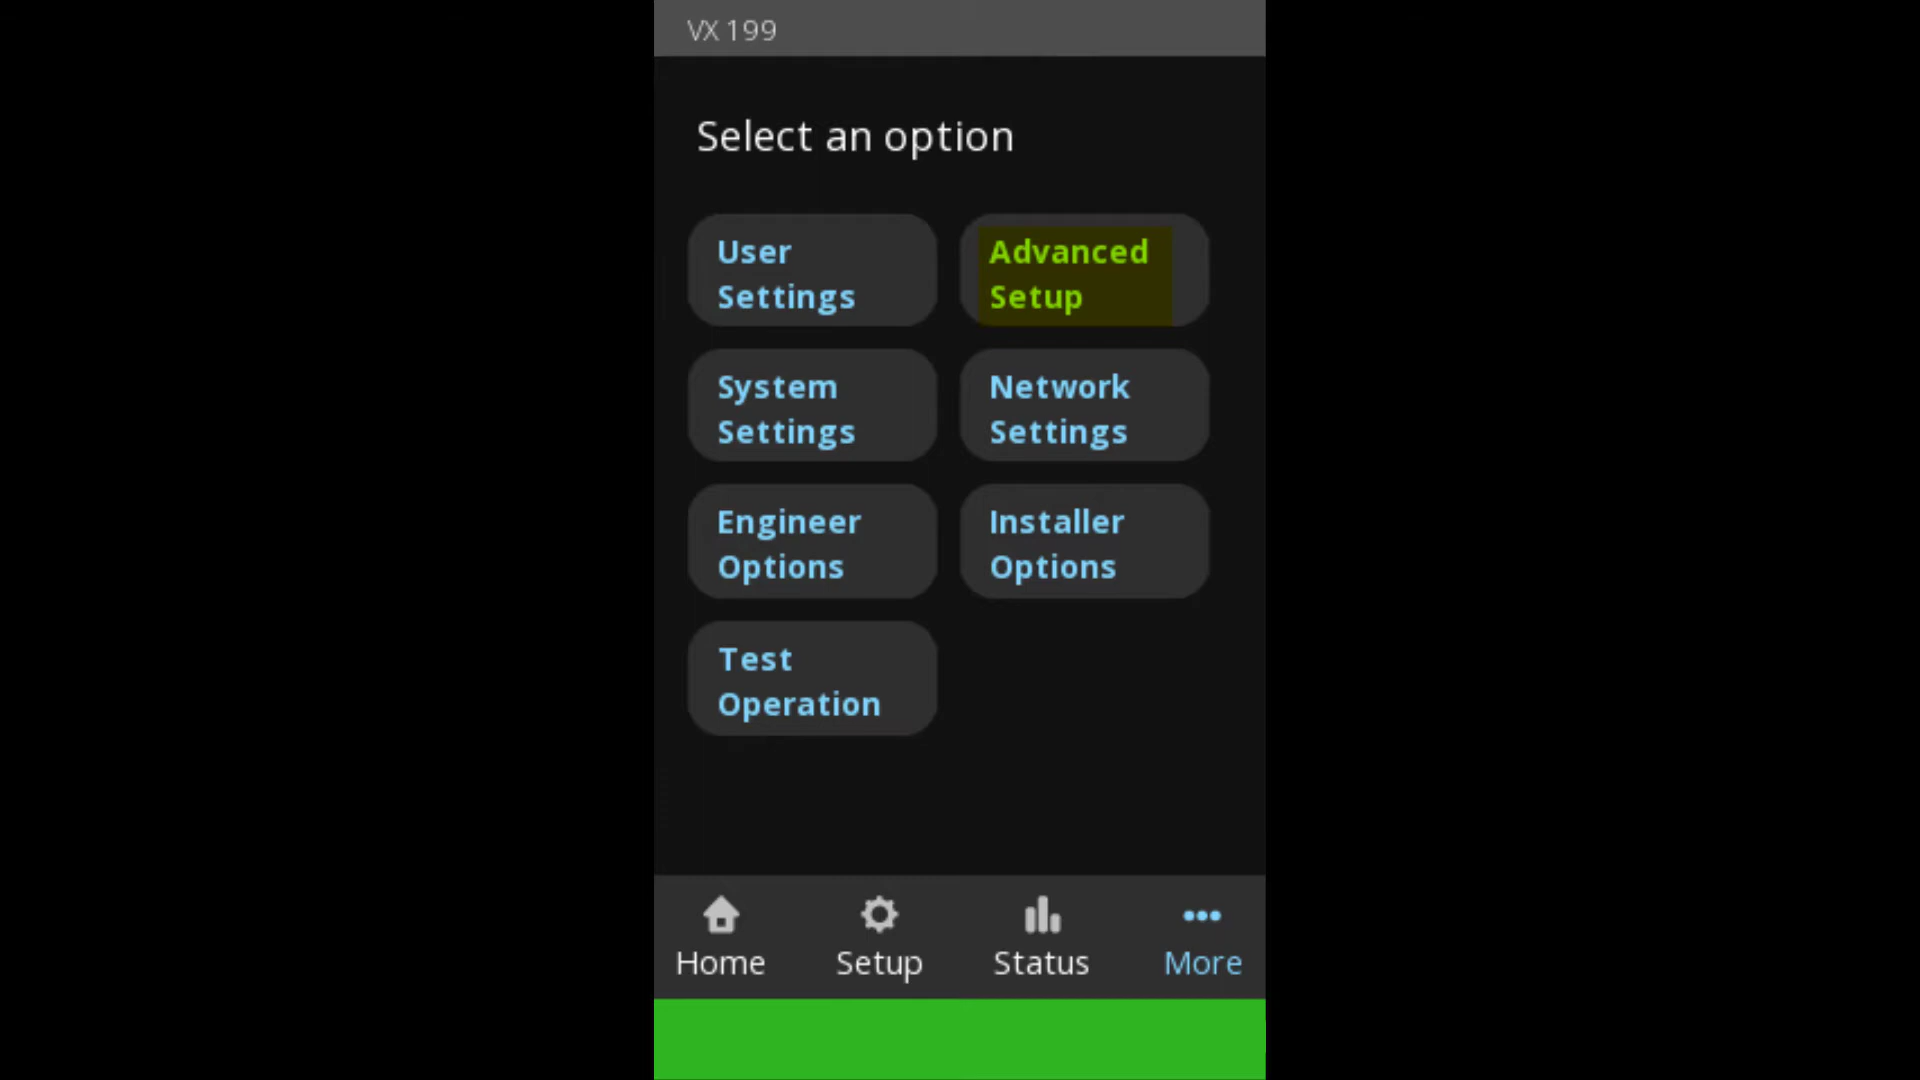 VX 199
Select an option
User
Settings
Advanced
Setup
System
Settings
Network
Settings
Engineer
Options
Installer
Options
Test
Operation
Home
Setup
Status
More